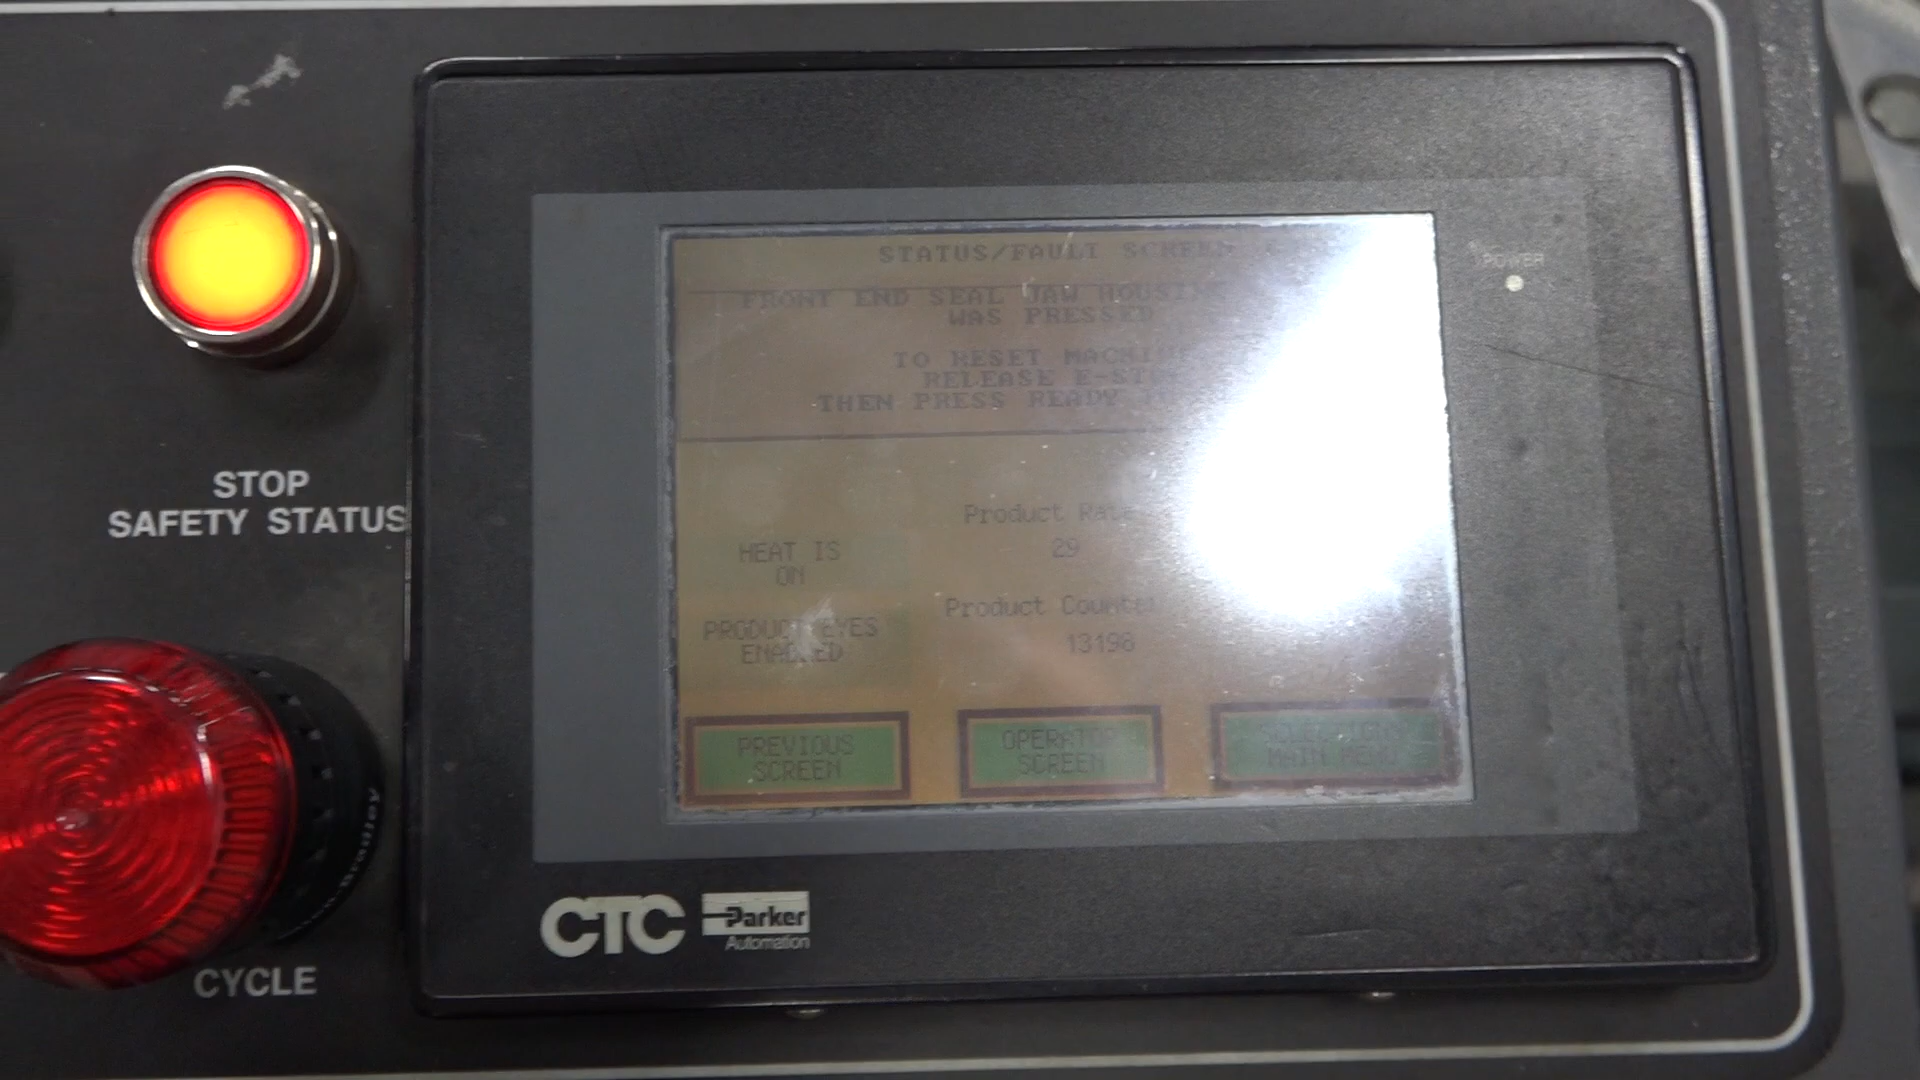 STATUS/FAULT SCREEN
FRONT END SEAL JAW HOUSING
WAS PRESSED
TO RESET MACHINE
RELEASE E-STOP
THEN PRESS READY
POWER
STOP
SAFETY STATUS
Product Rate
HEAT IS
ON
29
Product Counter
PRODUCT EYES
ENABLED
13198
PREVIOUS
SCREEN
OPERATOR
SCREEN
MAIN MENU
CTC Parker
Automation
CYCLE